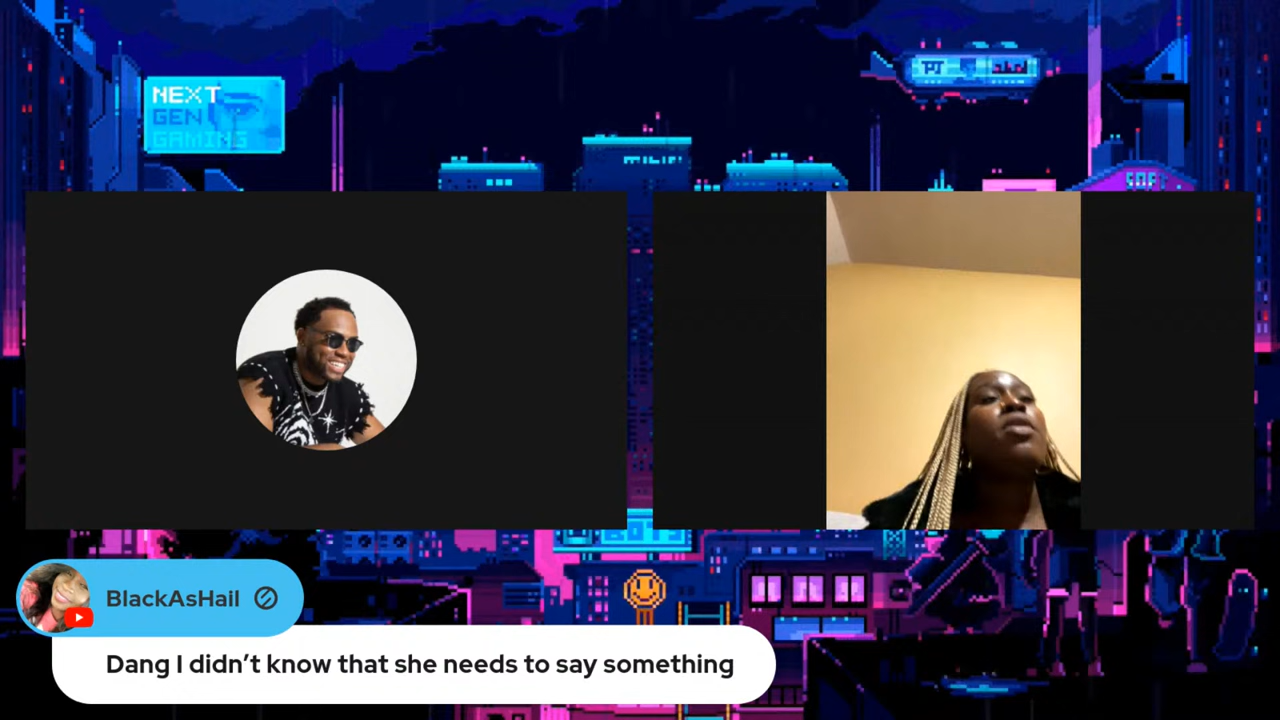 NEXT
GEN
GAMING
BlackAsHail
Dang I didn’t know that she needs to say something